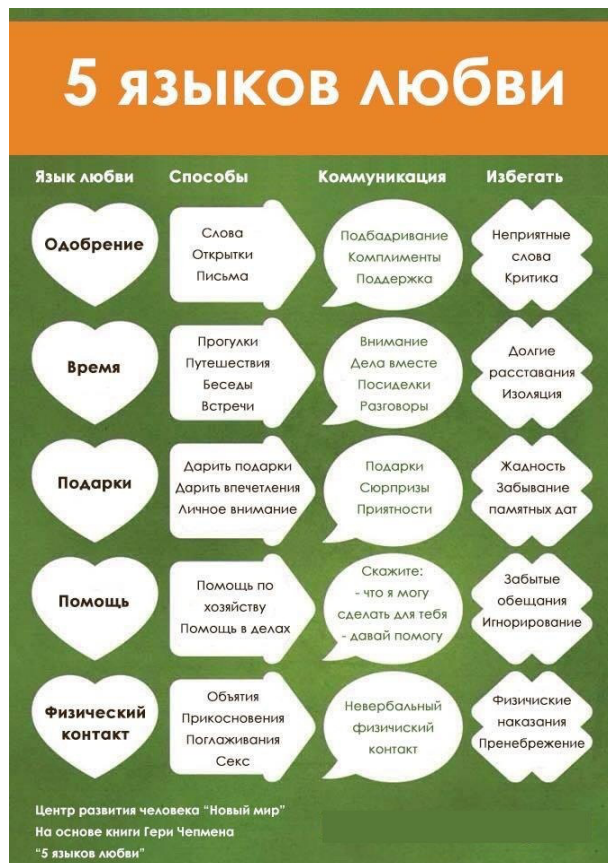 5 языков любви
Язык любви Способы Коммуникация Избегать
Одобрение
Слова
Открытки
Письма
Подбадривание
Комплименты
Поддержка
Неприятные
слова
Критика
Время
Прогулки
Путешествия
Беседы
Встречи
Внимание
Дела вместе
Посиделки
Разговоры
Долгие
расставания
Изоляция
Подарки
Дарить подарки
Дарить впечетления
Личное внимание
Подарки
Сюрпризы
Приятности
Жадность
Забывание
памятных дат
Помощь
Помощь по
хозяйству
Помощь в делах
Скажите:
- что я могу
сделать для тебя
- давай помогу
Забытые
обещания
Игнорирование
Физический
контакт
Объятия
Прикосновения
Поглаживания
Секс
Невербальный
физичиский
контакт
Физичиские
наказания
Пренебрежение
Центр развития человека "Новый мир"
На основе книги Гери Чепмена
"5 языков любви"